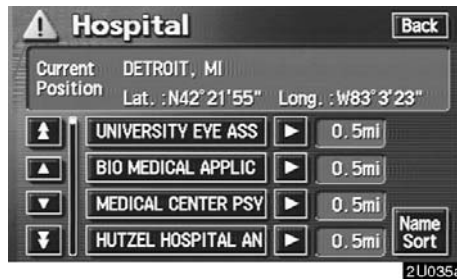 Hospital
Back
Current Position
DETROIT, MI
Lat. :N42°21'55" Long. :W83°3'23"
UNIVERSITY EYE ASS 0.5mi
BIO MEDICAL APPLIC 0.5mi
MEDICAL CENTER PSY 0.5mi
HUTZEL HOSPITAL AN 0.5mi
Name Sort